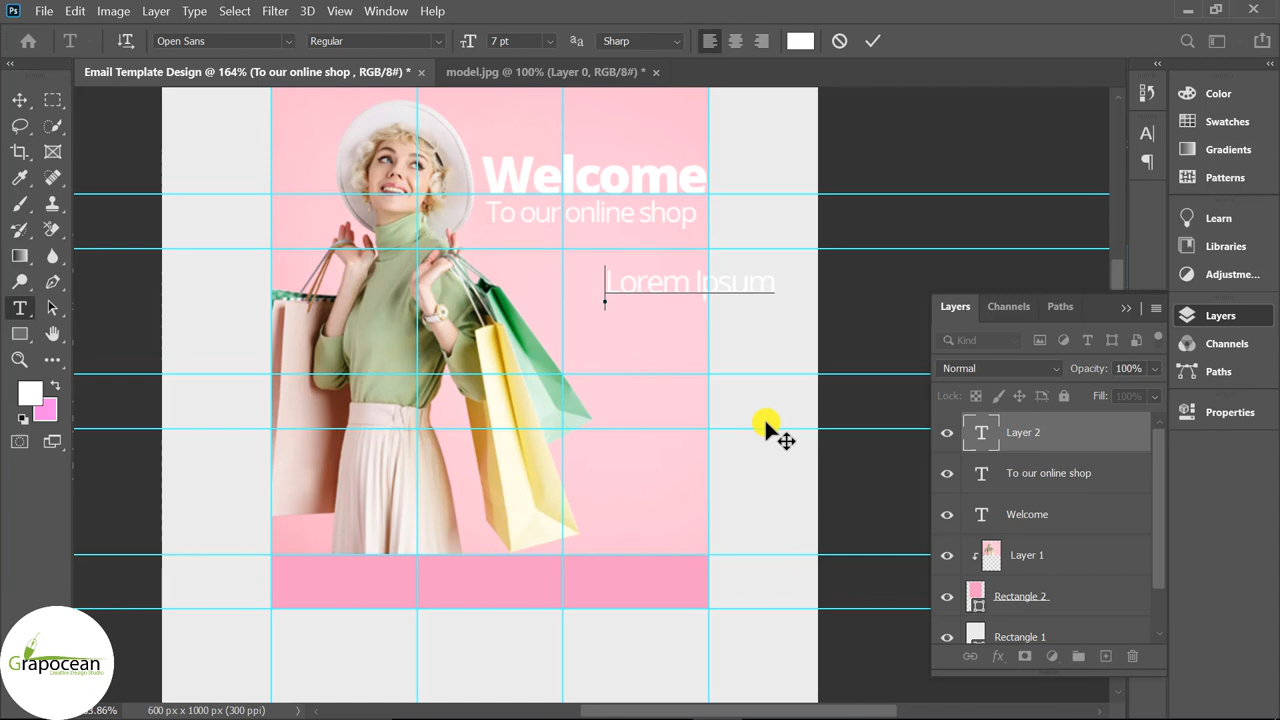 Ps File Edit Image Layer Type Select Filter 3D View Window Help
T Open Sans Regular 7 pt Sharp
Email Template Design @ 164% (To our online shop , RGB/8#) * model.jpg @ 100% (Layer 0, RGB/8#) *
Color
Swatches
Gradients
Patterns
Learn
Libraries
Adjustme...
Layers
Channels
Paths
Properties
Welcome
To our online shop
Lorem Ipsum
Layers Channels Paths
Kind
Normal Opacity: 100%
Lock: Fill: 100%
T Layer 2
T To our online shop
T Welcome
Layer 1
Rectangle 2
Rectangle 1
fx
Grapocean
Creative Design Studio
3.86% 600 px x 1000 px (300 ppi)